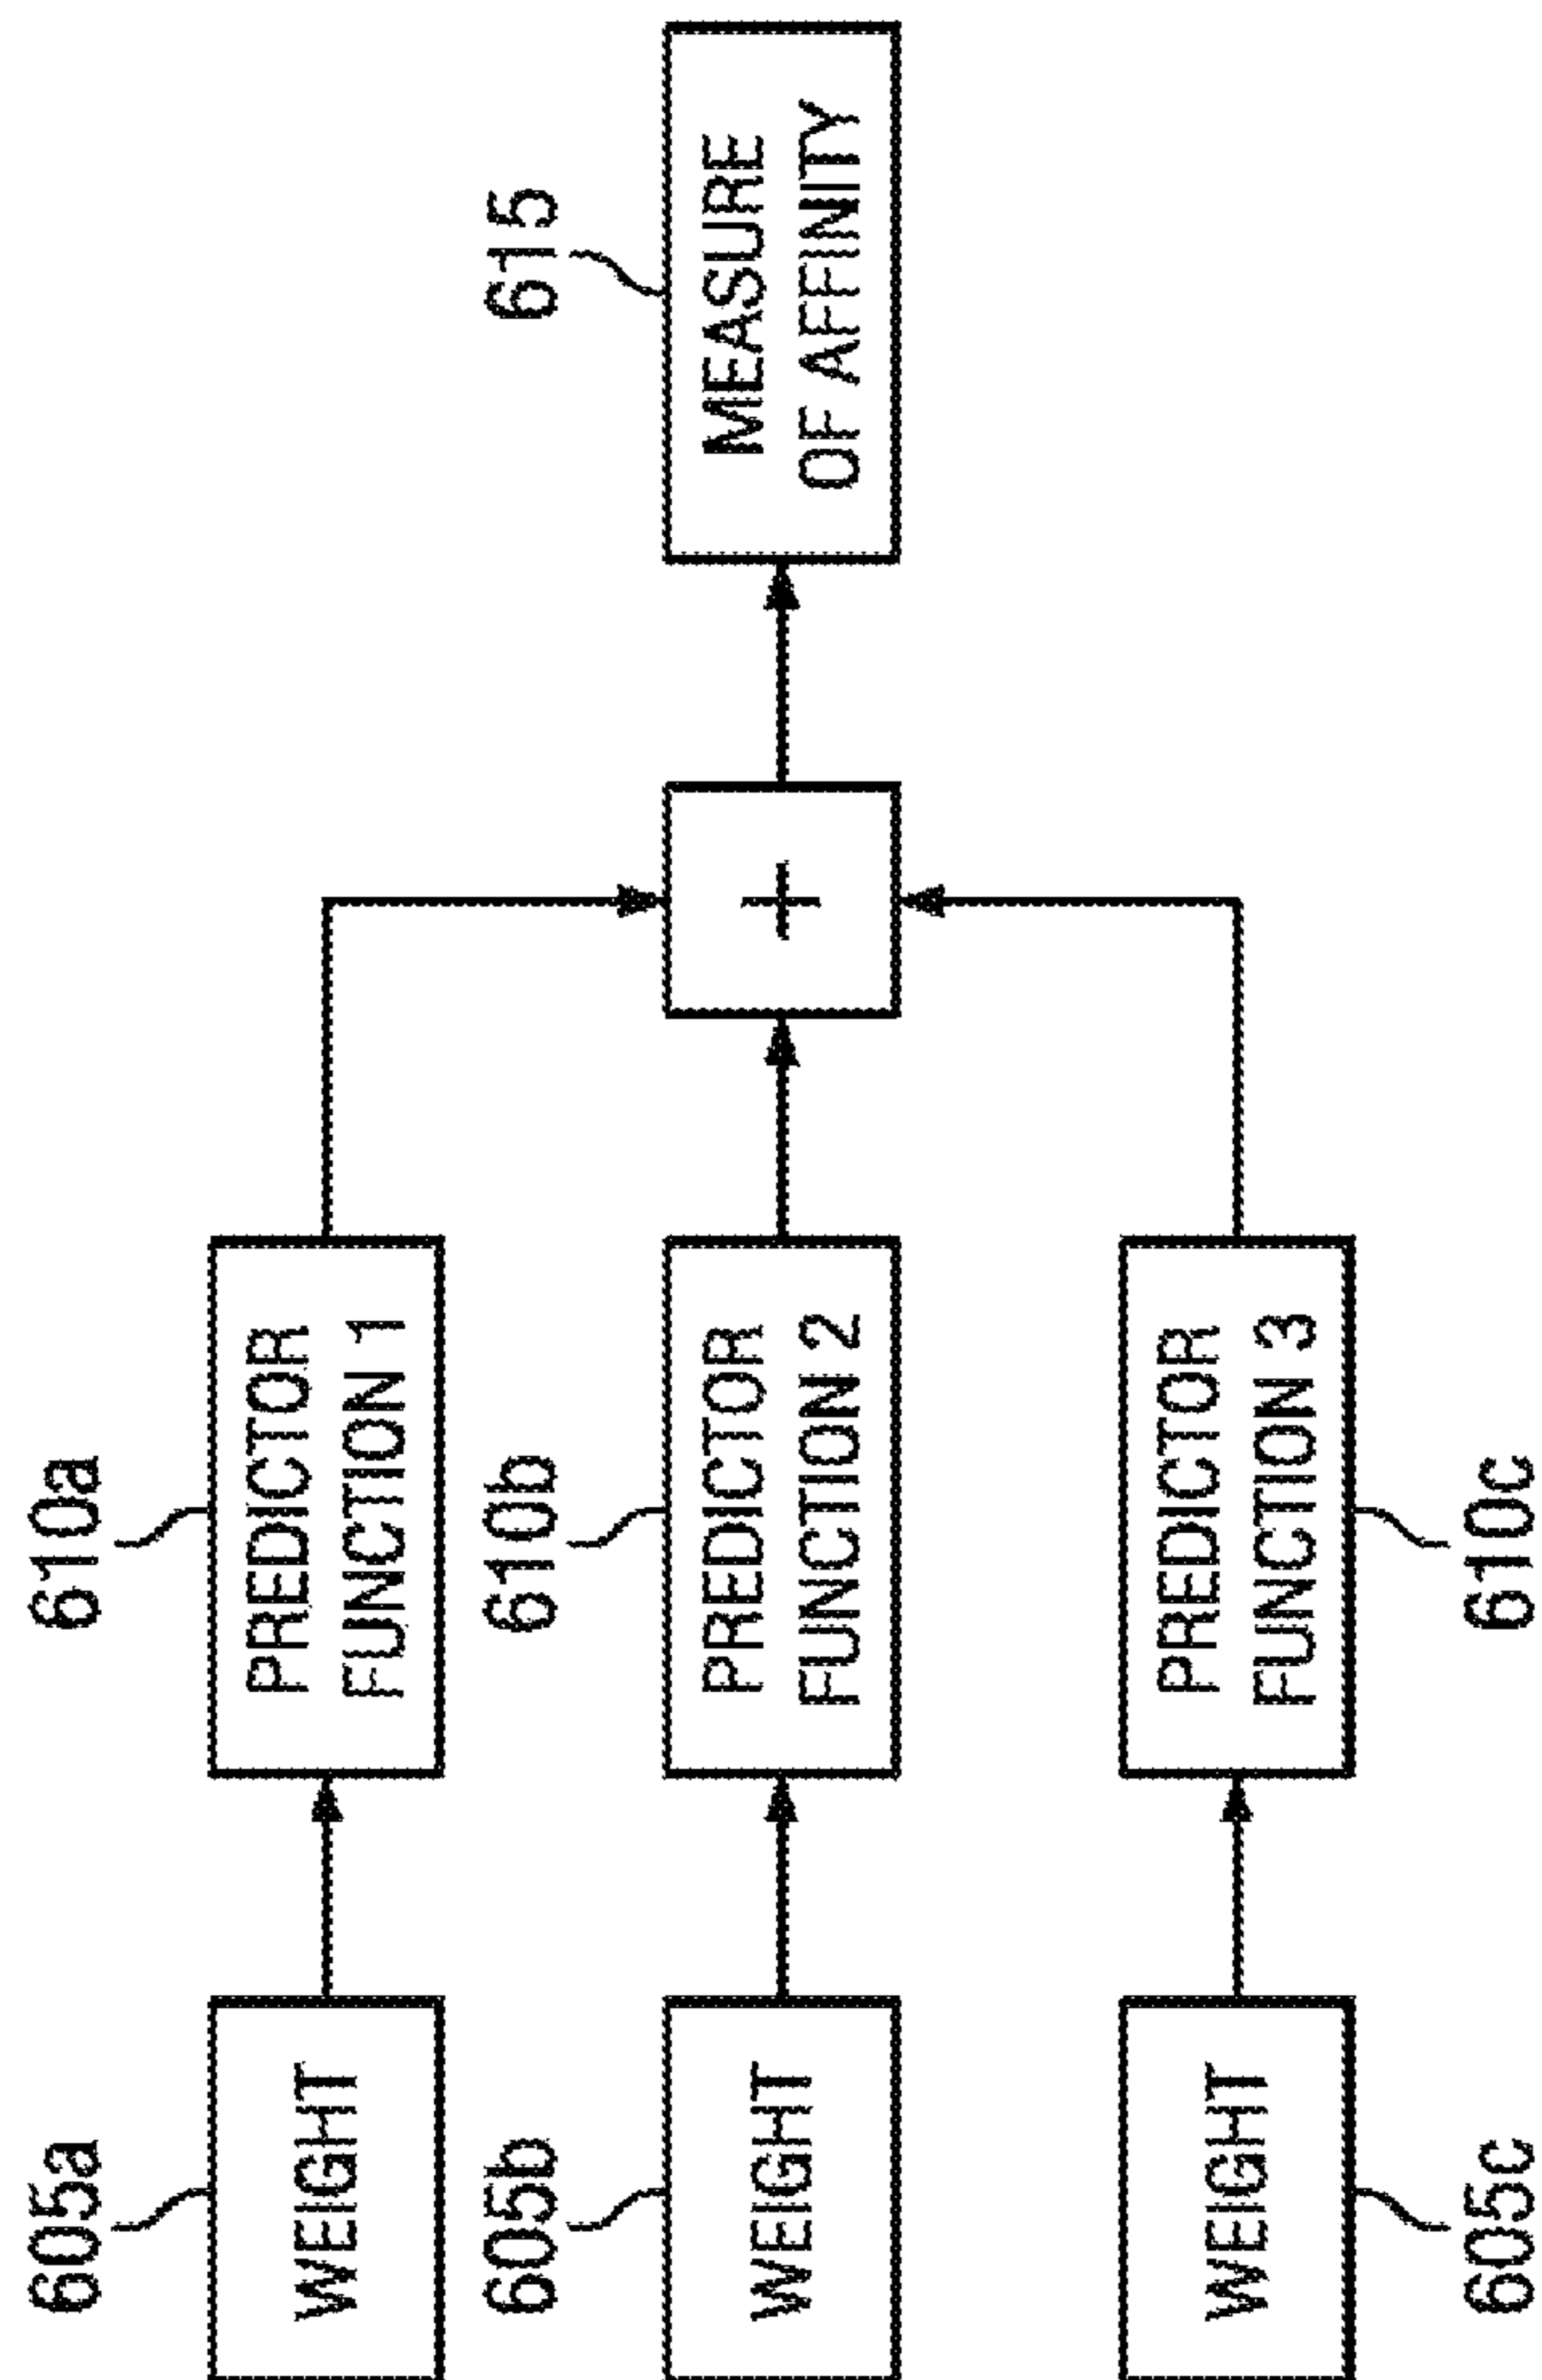 605a
WEIGHT
610a
PREDICTOR
FUNCTION 1
605b
WEIGHT
610b
PREDICTOR
FUNCTION 2
+
615
MEASURE
OF AFFINITY
WEIGHT
605c
PREDICTOR
FUNCTION 3
610c